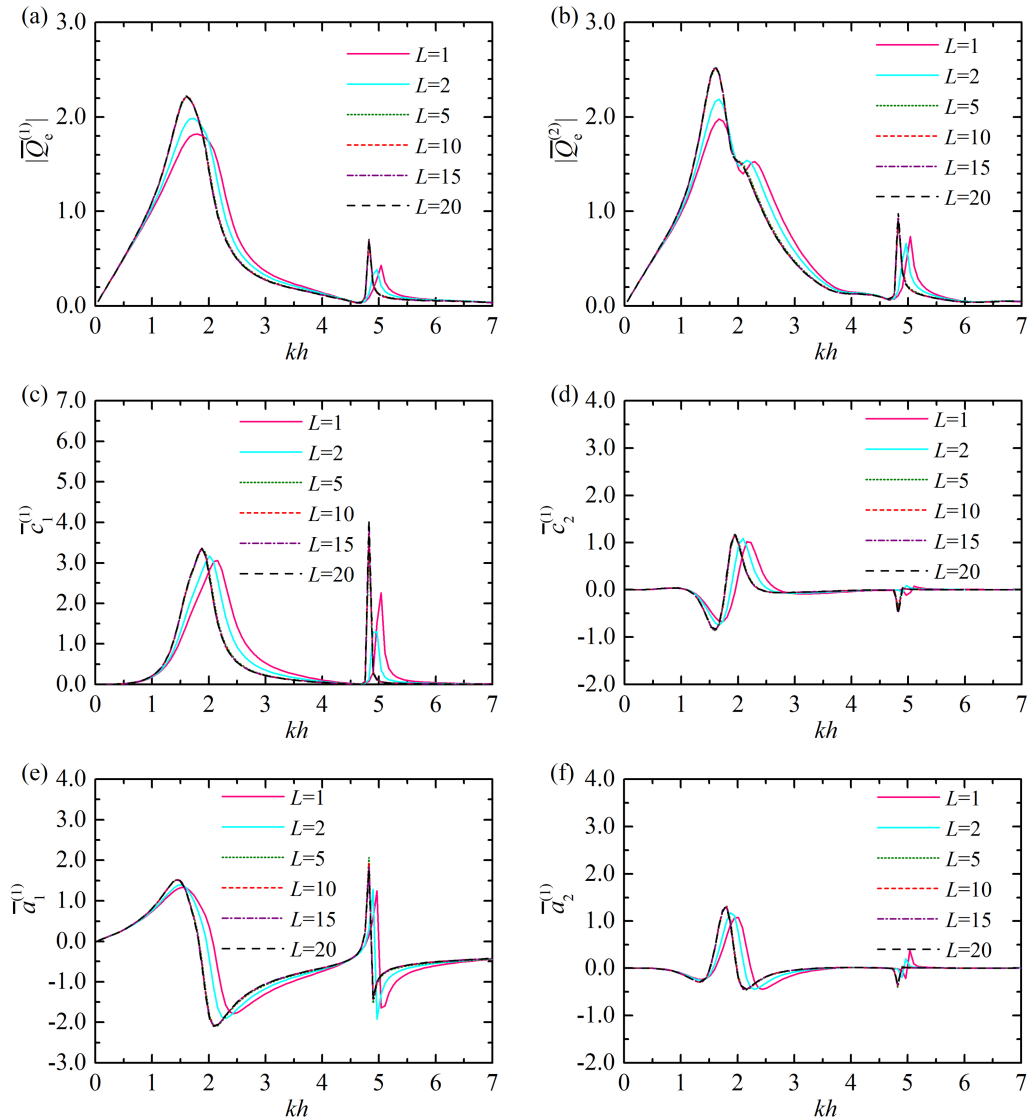 (a)
3.0
2.0
1.0
0.0
|Q̅ₑ⁽¹⁾|
L=1
L=2
L=5
L=10
L=15
L=20
0 1 2 3 4 5 6 7
kh
(b)
3.0
2.0
1.0
0.0
|Q̅ₑ⁽²⁾|
L=1
L=2
L=5
L=10
L=15
L=20
0 1 2 3 4 5 6 7
kh
(c)
7.0
6.0
5.0
4.0
3.0
2.0
1.0
0.0
c̅₁⁽¹⁾
L=1
L=2
L=5
L=10
L=15
L=20
0 1 2 3 4 5 6 7
kh
(d)
4.0
3.0
2.0
1.0
0.0
-1.0
-2.0
c̅₂⁽¹⁾
L=1
L=2
L=5
L=10
L=15
L=20
0 1 2 3 4 5 6 7
kh
(e)
4.0
3.0
2.0
1.0
0.0
-1.0
-2.0
-3.0
a̅₁⁽¹⁾
L=1
L=2
L=5
L=10
L=15
L=20
0 1 2 3 4 5 6 7
kh
(f)
4.0
3.0
2.0
1.0
0.0
-1.0
-2.0
a̅₂⁽¹⁾
L=1
L=2
L=5
L=10
L=15
L=20
0 1 2 3 4 5 6 7
kh